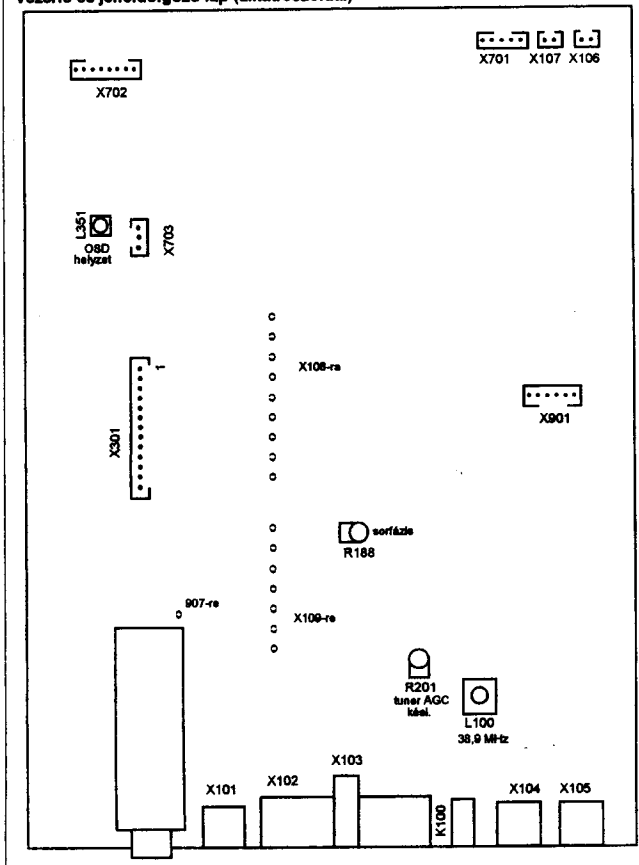 X701 X107 X106
X702
L351
OSD
helyzet
X703
X108-ra
1
X301
X901
sorfázis
R188
907-re
X109-re
R201
tuner AGC
késl.
L100
38,9 MHz
X103
X101
X102
K100
X104
X105